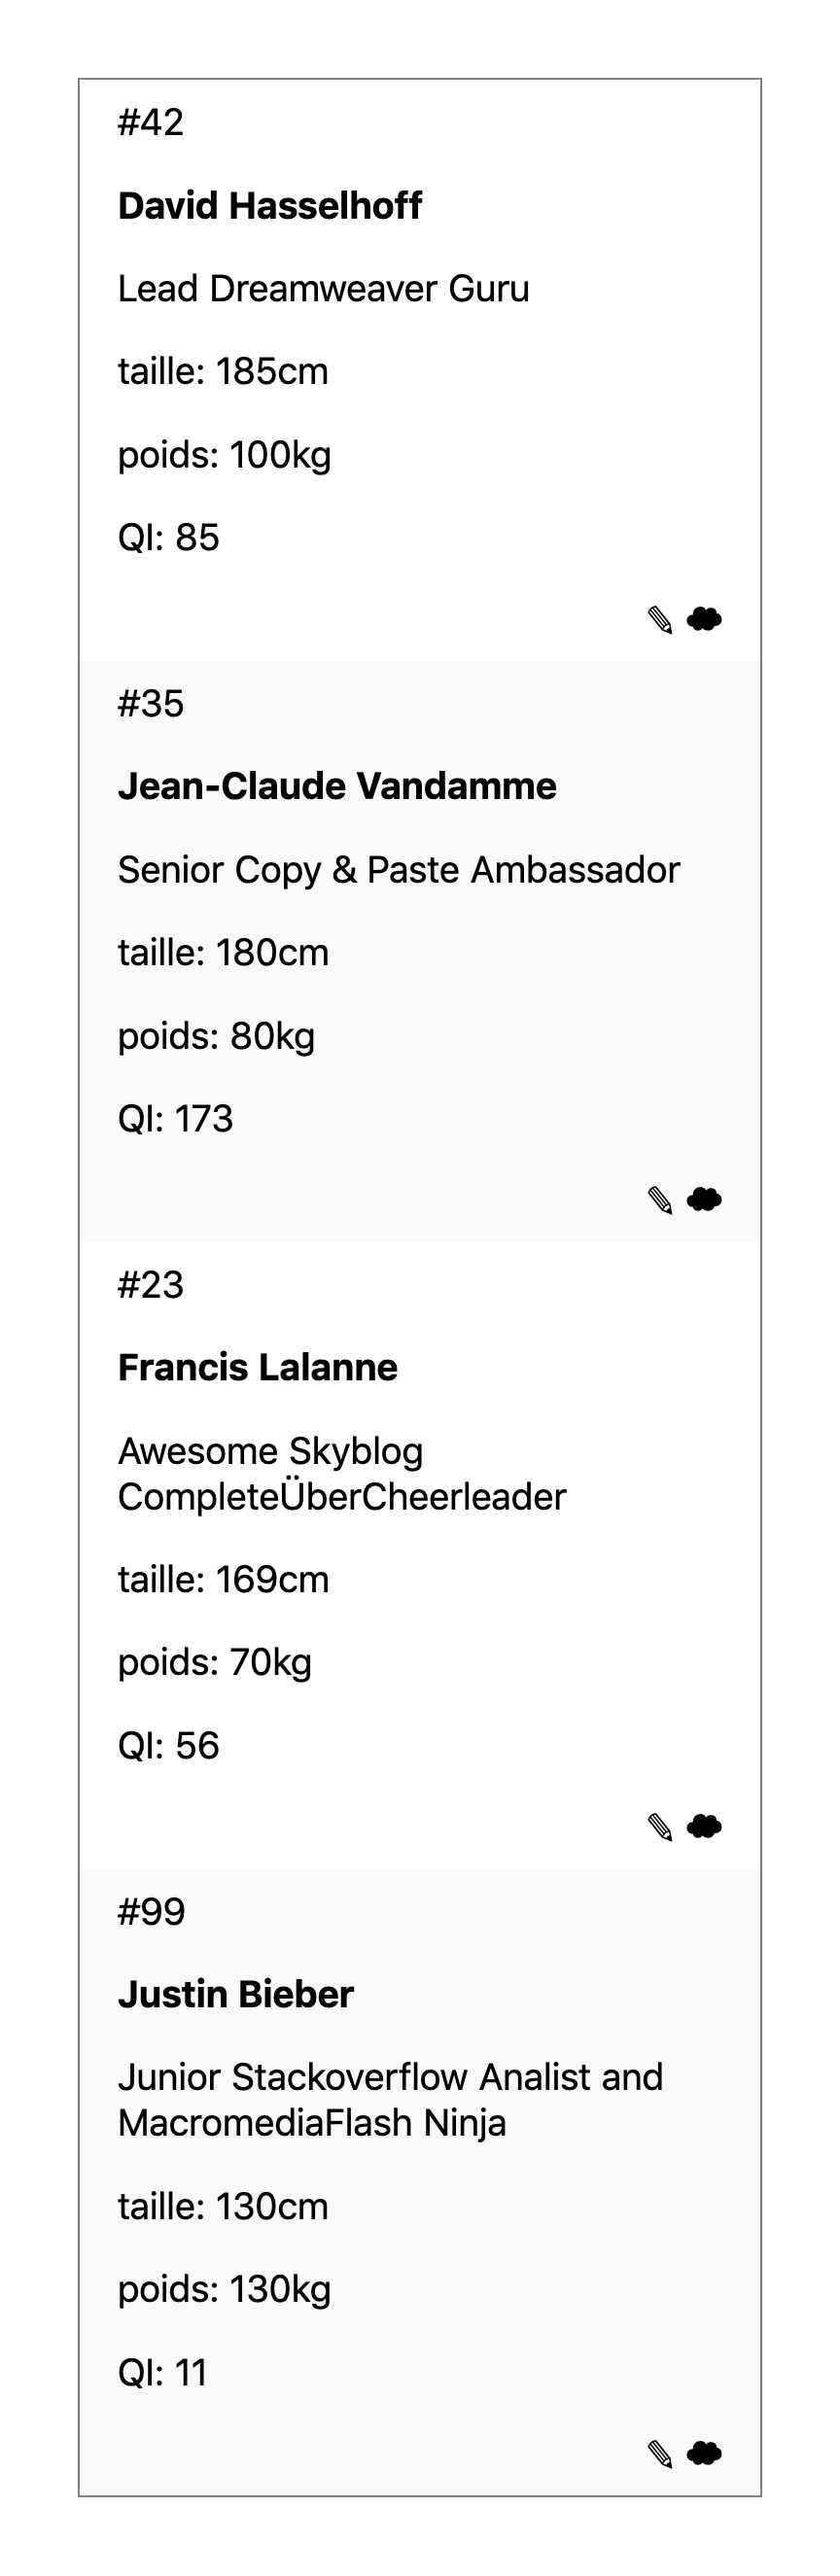 #42
David Hasselhoff
Lead Dreamweaver Guru
taille: 185cm
poids: 100kg
QI: 85
#35
Jean-Claude Vandamme
Senior Copy & Paste Ambassador
taille: 180cm
poids: 80kg
QI: 173
#23
Francis Lalanne
Awesome Skyblog
CompleteÜberCheerleader
taille: 169cm
poids: 70kg
QI: 56
#99
Justin Bieber
Junior Stackoverflow Analist and
MacromediaFlash Ninja
taille: 130cm
poids: 130kg
QI: 11